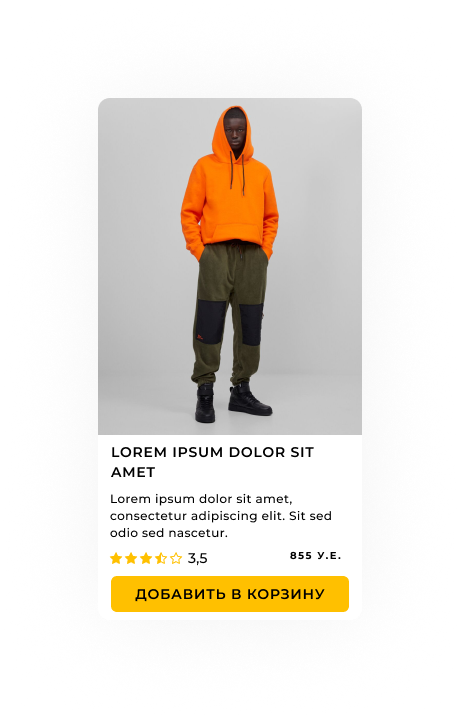 LOREM IPSUM DOLOR SIT
AMET
Lorem ipsum dolor sit amet,
consectetur adipiscing elit. Sit sed
odio sed nascetur.
3,5
855 У.Е.
ДОБАВИТЬ В КОРЗИНУ